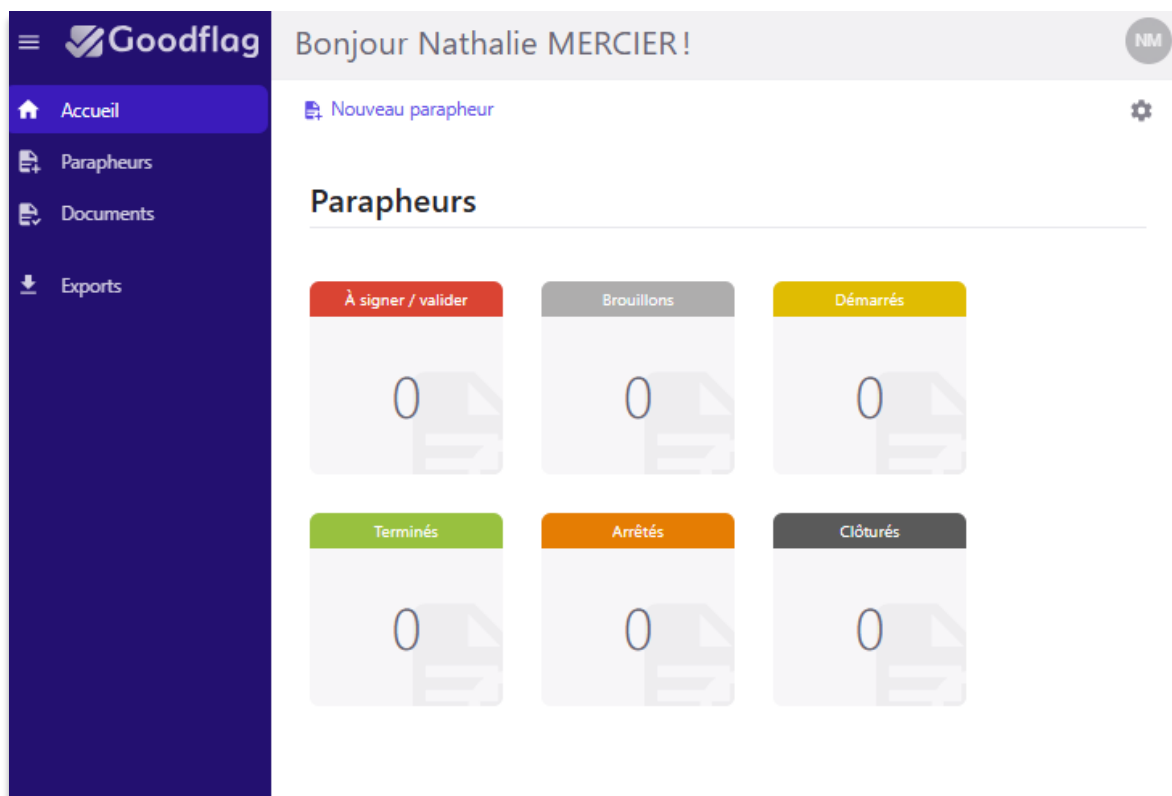 Goodflag
Bonjour Nathalie MERCIER !
NM
Accueil
Parapheurs
Documents
Exports
Nouveau parapheur
Parapheurs
À signer / valider
Brouillons
Démarrés
0
0
0
Terminés
Arrêtés
Clôturés
0
0
0